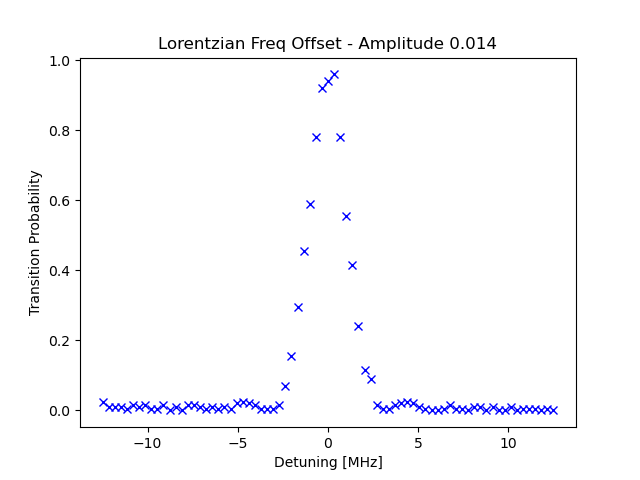 Lorentzian Freq Offset - Amplitude 0.014
1.0
0.8
0.6
0.4
0.2
0.0
Transition Probability
−10 −5 0 5 10
Detuning [MHz]